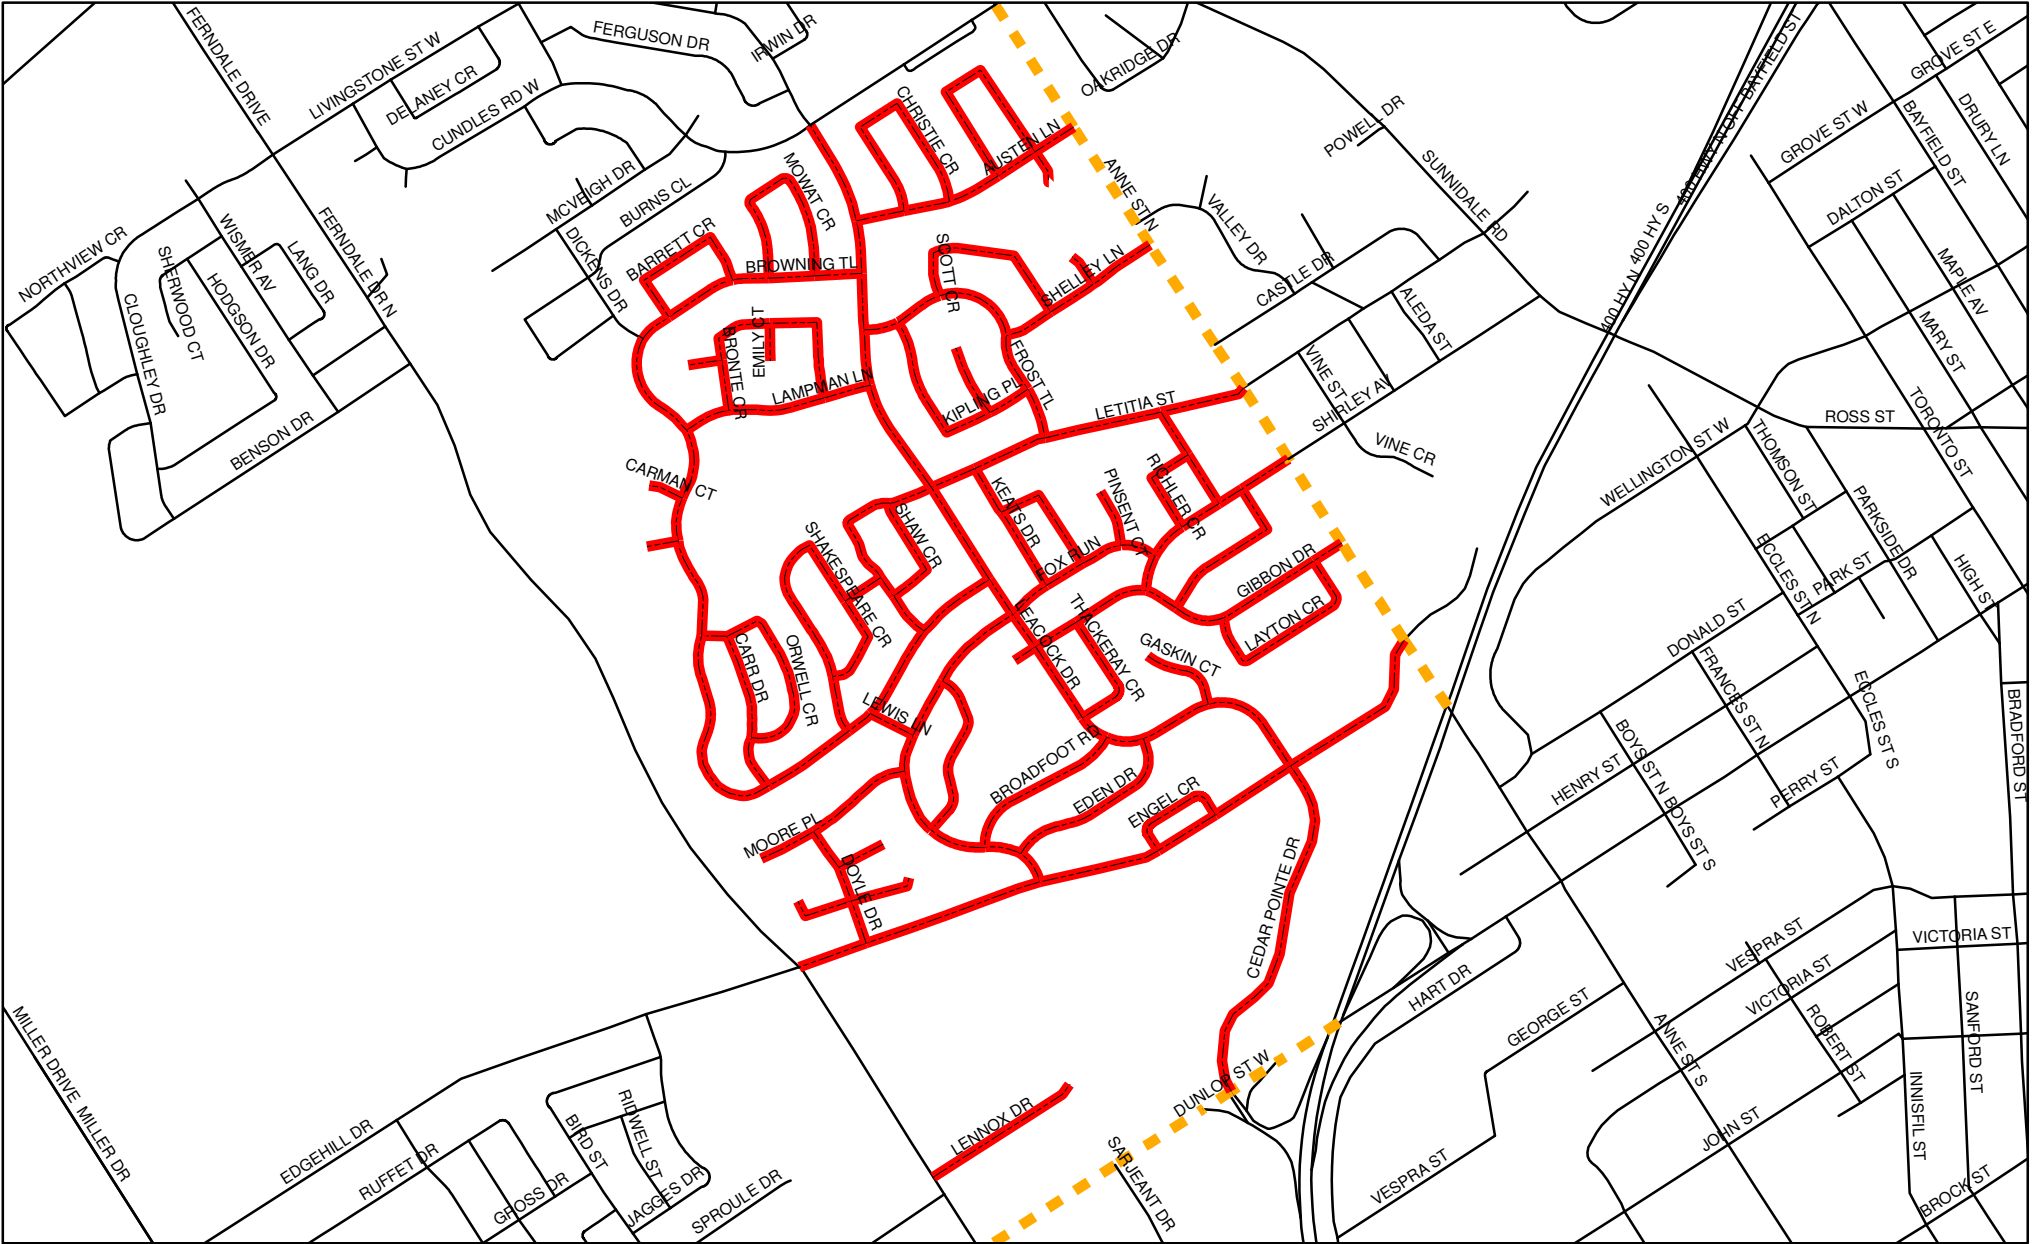 FERNDALE DRIVE
LIVINGSTONE ST W
DELANEY CR
CUNDLES RD W
FERGUSON DR
IRWIN DR
OAKRIDGE DR
POWELL DR
400 HWY N OFF BAYFIELD ST
GROVE ST E
GROVE ST W
BAYFIELD ST
DRURY LN
CHRISTIE CR
AUSTEN LN
ANNE ST N
SUNNIDALE RD
DALTON ST
MAPLE AV
MARY ST
MOWAT CR
MCVEIGH DR
BURNS CL
DICKENS DR
BARRETT CR
BROWNING TL
SCOTT CR
SHELLEY LN
VALLEY DR
CASTLE DR
ALEDA ST
400 HY S
400 HY N
NORTHVIEW CR
SHERWOOD CT
WISMER AV
LANG DR
HODGSON DR
CLOUGHLEY DR
FERNDALE DR N
BENSON DR
BRONTE CR
EMILY CT
LAMPMAN LN
KIPLING PL
FROST TL
LETITIA ST
VINE ST
SHIRLEY AV
VINE CR
ROSS ST
TORONTO ST
WELLINGTON ST W
THOMSON ST
PARKSIDE DR
CARMAN CT
SHAW CR
SHAKESPEARE CR
KEATS DR
PINSENT CT
RICHLER CR
FOX RUN
GIBBON DR
LAYTON CR
ECCLES ST N
PARK ST
HIGH ST
DONALD ST
FRANCES ST N
ECCLES ST S
BRADFORD ST
CARR DR
ORWELL CR
LEWIS LN
LEACOCK DR
THACKERAY CR
GASKIN CT
BROADFOOT RD
EDEN DR
ENGEL CR
HENRY ST
BOYS ST N
BOYS ST S
PERRY ST
MOORE PL
DOYLE DR
CEDAR POINTE DR
HART DR
GEORGE ST
VESPRA ST
VICTORIA ST
VICTORIA ST
ROBERT ST
SANFORD ST
INNISFIL ST
ANNE ST S
JOHN ST
BROCK ST
VESPRA ST
MILLER DRIVE
MILLER DR
EDGEHILL DR
RUFFET DR
GROSS DR
BIRD ST
RIDWELL ST
JAGGES DR
SPROULE DR
LENNOX DR
DUNLOP ST W
SARJEANT DR